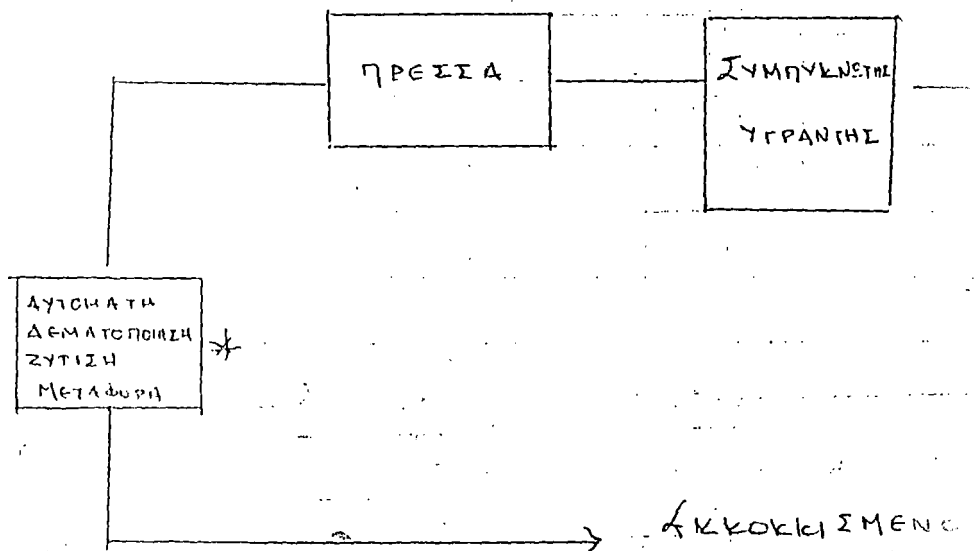 ΠΡΕΣΣΑ
ΣΥΜΠΥΚΝΩΤΗΣ
ΥΓΡΑΝΤΗΣ
ΑΥΤΟΜΑΤΗ
ΔΕΜΑΤΟΠΟΙΗΣΗ
ΖΥΓΙΣΗ
ΜΕΤΑΦΟΡΑ
*
ΕΚΚΟΚΚΙΣΜΕΝΟ